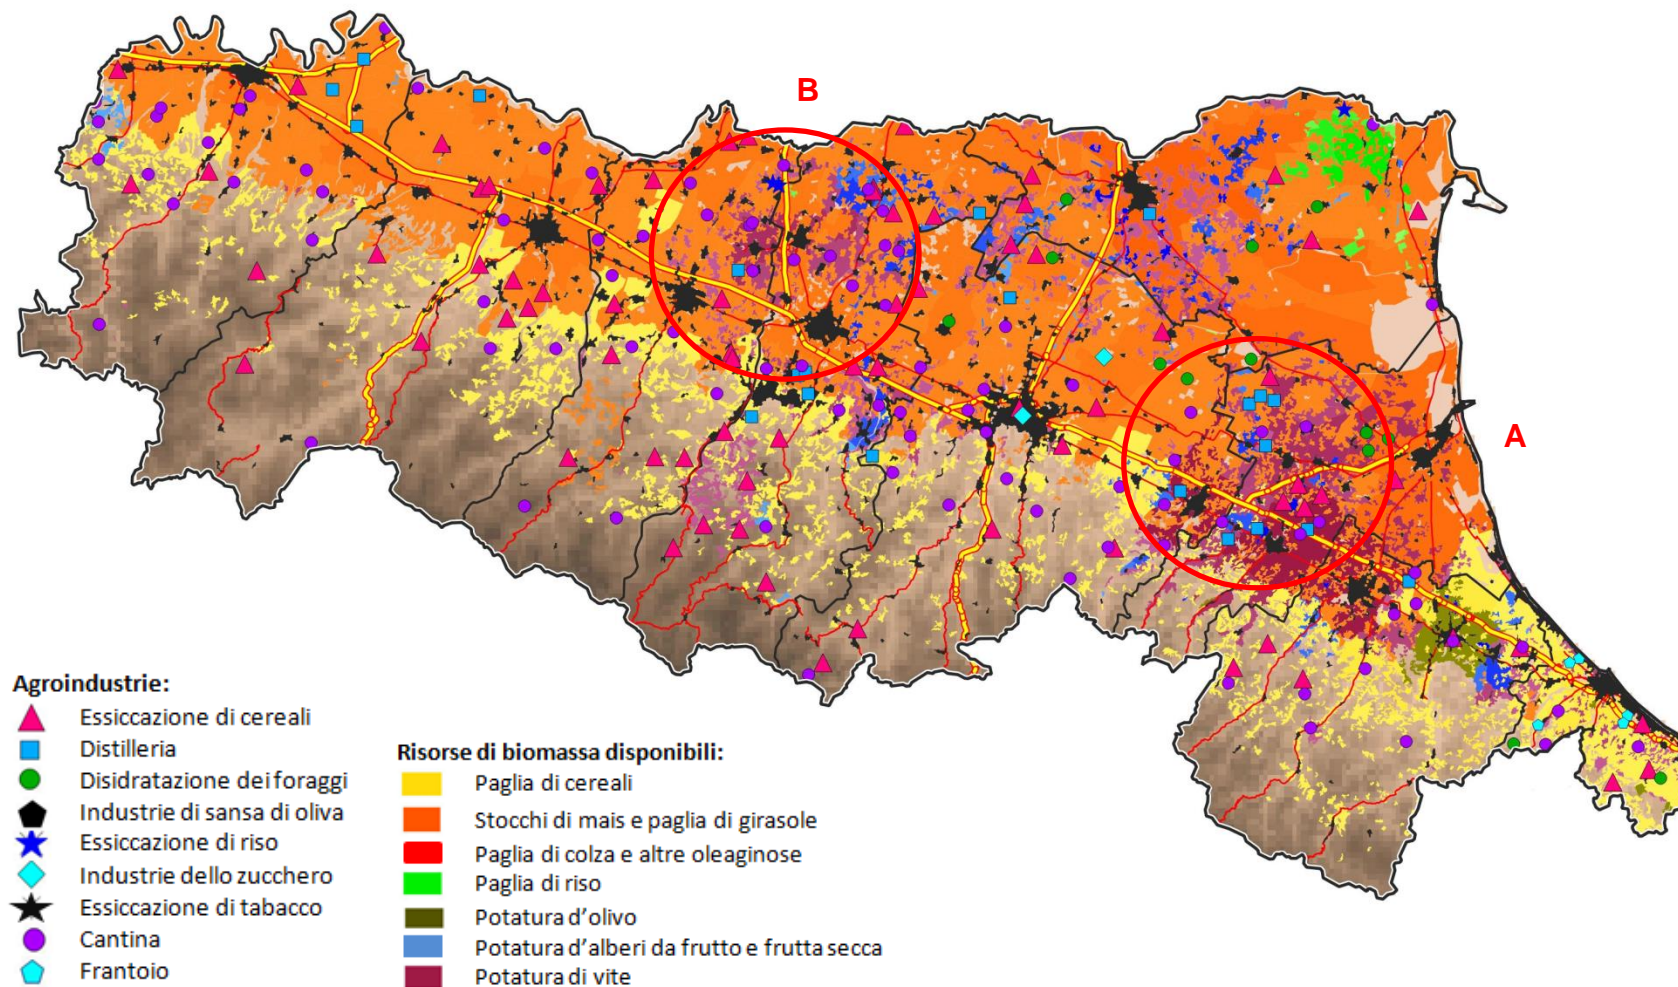 B
A
Agroindustrie:
Essiccazione di cereali
Distilleria
Disidratazione dei foraggi
Industrie di sansa di oliva
Essiccazione di riso
Industrie dello zucchero
Essiccazione di tabacco
Cantina
Frantoio
Risorse di biomassa disponibili:
Paglia di cereali
Stocchi di mais e paglia di girasole
Paglia di colza e altre oleaginose
Paglia di riso
Potatura d'olivo
Potatura d'alberi da frutto e frutta secca
Potatura di vite